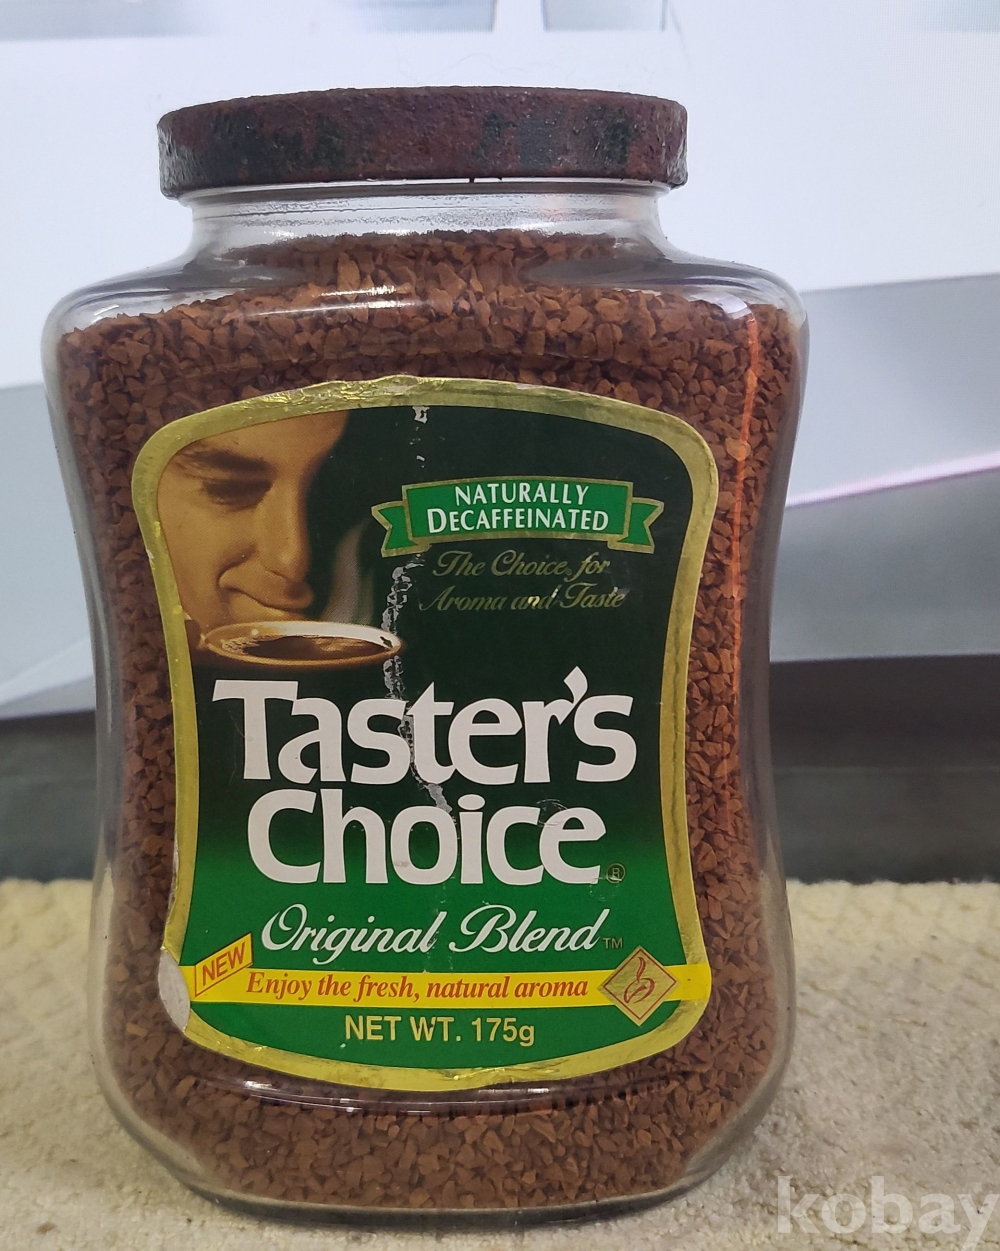 NATURALLY
DECAFFEINATED
The Choice for
Aroma and Taste
Taster's
Choice®
Original Blend™
NEW
Enjoy the fresh, natural aroma
NET WT. 175g
kobay